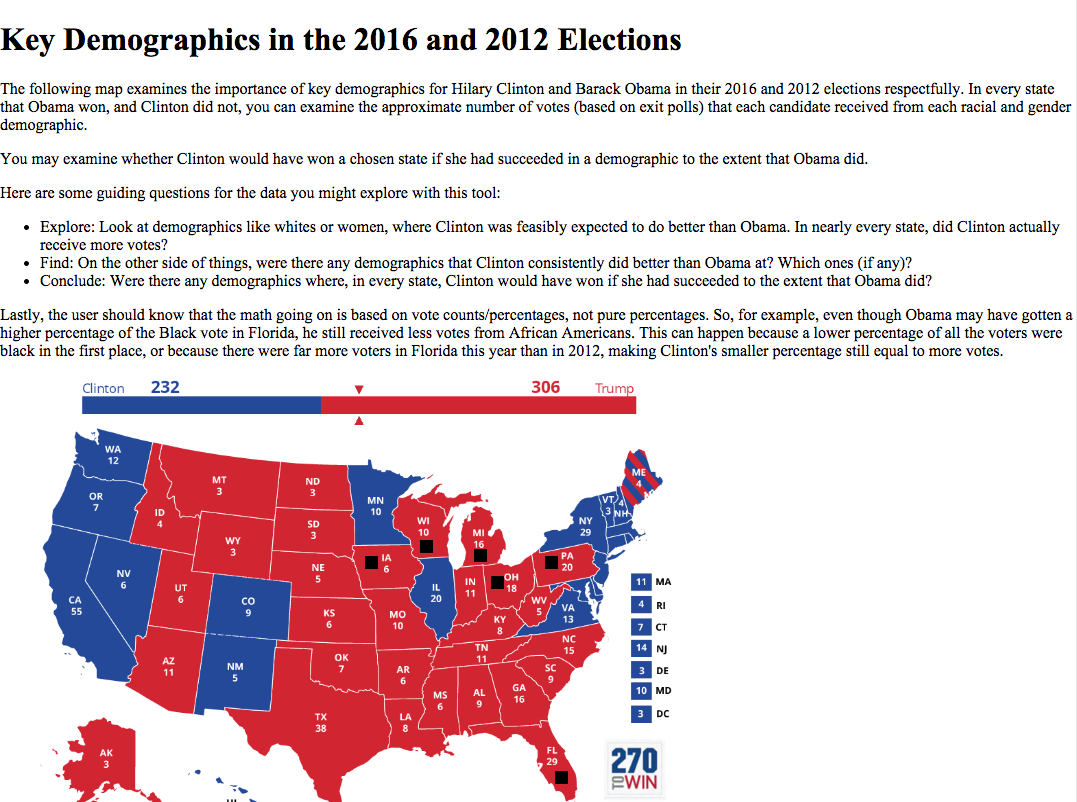 Key Demographics in the 2016 and 2012 Elections
The following map examines the importance of key demographics for Hilary Clinton and Barack Obama in their 2016 and 2012 elections respectfully. In every state
that Obama won, and Clinton did not, you can examine the approximate number of votes (based on exit polls) that each candidate received from each racial and gender
demographic.
You may examine whether Clinton would have won a chosen state if she had succeeded in a demographic to the extent that Obama did.
Here are some guiding questions for the data you might explore with this tool:
• Explore: Look at demographics like whites or women, where Clinton was feasibly expected to do better than Obama. In nearly every state, did Clinton actually
receive more votes?
• Find: On the other side of things, were there any demographics that Clinton consistently did better than Obama at? Which ones (if any)?
• Conclude: Were there any demographics where, in every state, Clinton would have won if she had succeeded to the extent that Obama did?
Lastly, the user should know that the math going on is based on vote counts/percentages, not pure percentages. So, for example, even though Obama may have gotten a
higher percentage of the Black vote in Florida, he still received less votes from African Americans. This can happen because a lower percentage of all the voters were
black in the first place, or because there were far more voters in Florida this year than in 2012, making Clinton's smaller percentage still equal to more votes.
Clinton 232 306 Trump
WA
12
OR
7
ID
4
MT
3
ND
3
MN
10
WI
10
MI
16
NY
29
VT
3
4
NH
ME
4
SD
3
WY
3
NE
5
IA
6
IL
20
IN
11
OH
18
PA
20
NV
6
UT
6
CO
9
CA
55
KS
6
MO
10
KY
8
WV
5
VA
13
NC
15
TN
11
SC
9
AZ
11
NM
5
OK
7
AR
6
MS
6
AL
9
GA
16
TX
38
LA
8
FL
29
AK
3
HI
11 MA
4 RI
7 CT
14 NJ
3 DE
10 MD
3 DC
270
TO WIN